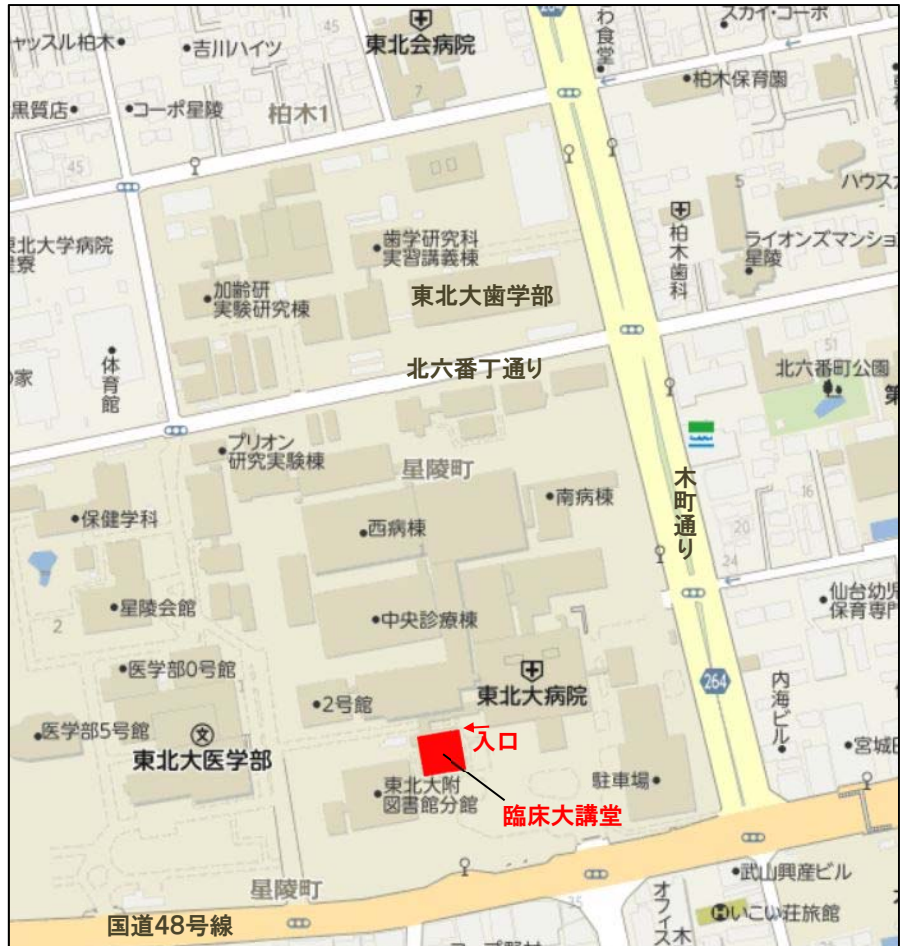 264
わ食堂
スカイ・コーポ
ャッスル柏木
吉川ハイツ
45
東北会病院
7
柏木保育園
黒質店
コーポ星陵
柏木1
45
5
ハウス
柏木歯科
ライオンズマンショ
星陵
北大学病院
歯学研究科
実習講義棟
加齢研
実験研究棟
東北大歯学部
51
北六番町公園
第
の家
体育館
北六番丁通り
プリオン
研究実験棟
星陵町
木町通り
16
20
24
南病棟
西病棟
保健学科
仙台幼児
保育専門
星陵会館
2
中央診療棟
医学部0号館
1
264
内海ビル
東北大病院
2号館
医学部5号館
入口
宮城
東北大医学部
駐車場
東北大附
図書館分館
臨床大講堂
武山興産ビル
星陵町
35
オフィス木
いこい荘旅館
国道48号線